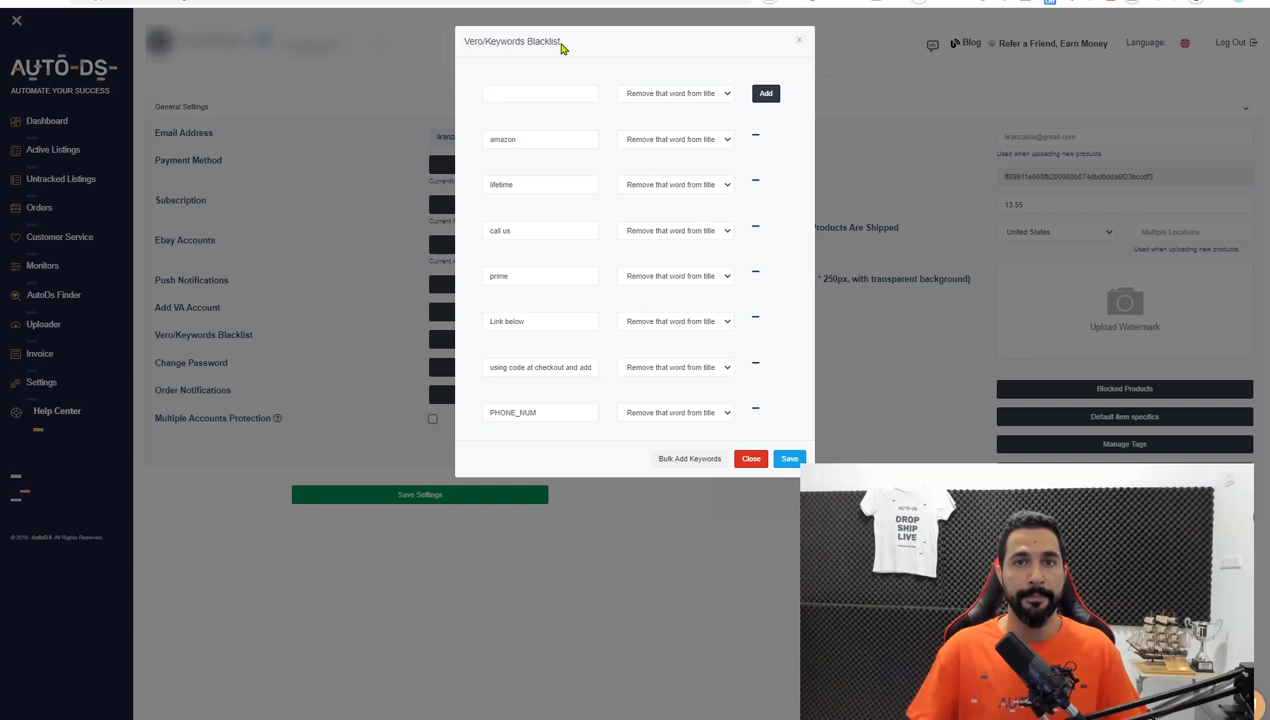 Vero/Keywords Blacklist
×
Remove that word from title
Add
amazon
Remove that word from title
lifetime
Remove that word from title
call us
Remove that word from title
prime
Remove that word from title
Link below
Remove that word from title
using code at checkout and add
Remove that word from title
PHONE_NUM
Remove that word from title
Bulk Add Keywords
Close
Save
AUTO-DS-
AUTOMATE YOUR SUCCESS
Dashboard
Active Listings
Untracked Listings
Orders
Customer Service
Monitors
AutoDs Finder
Uploader
Invoice
Settings
Help Center
© 2018 -AutoDS- All Rights Reserved.
Blog
Refer a Friend, Earn Money
Language:
Log Out
General Settings
Email Address
Payment Method
Subscription
Ebay Accounts
Push Notifications
Add VA Account
Vero/Keywords Blacklist
Change Password
Order Notifications
Multiple Accounts Protection
Save Settings
liranzabla@gmail.com
Used when uploading new products.
13.55
Products Are Shipped
United States
Multiple Locations
Used when uploading new products.
* 250px, with transparent background)
Upload Watermark
Blocked Products
Default item specifics
Manage Tags
AUTO-DS
DROP
SHIP
LIVE